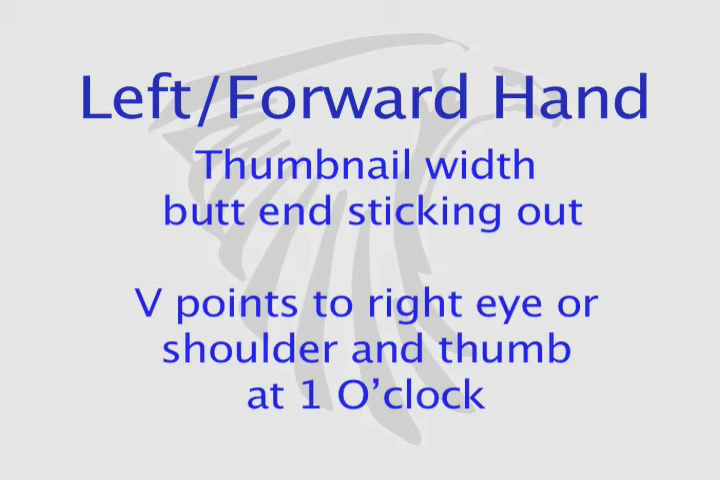 Left/Forward Hand
Thumbnail width
butt end sticking out
V points to right eye or
shoulder and thumb
at 1 O’clock